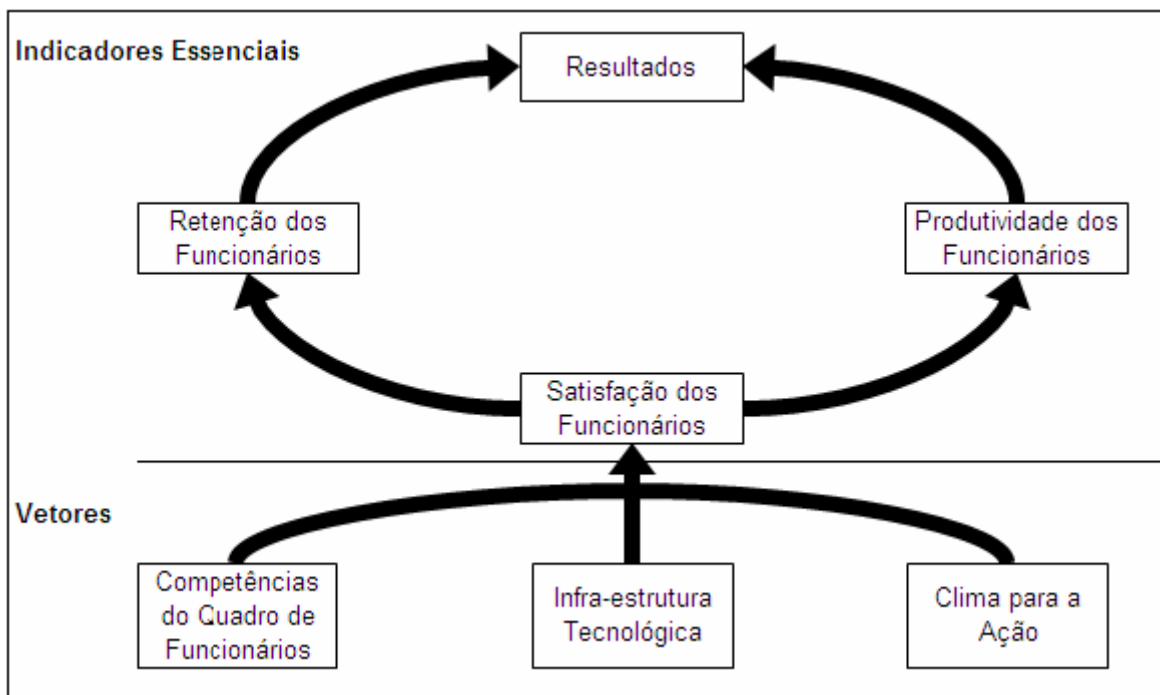 Indicadores Essenciais
Resultados
Retenção dos
Funcionários
Produtividade dos
Funcionários
Satisfação dos
Funcionários
Vetores
Competências
do Quadro de
Funcionários
Infra-estrutura
Tecnológica
Clima para a
Ação